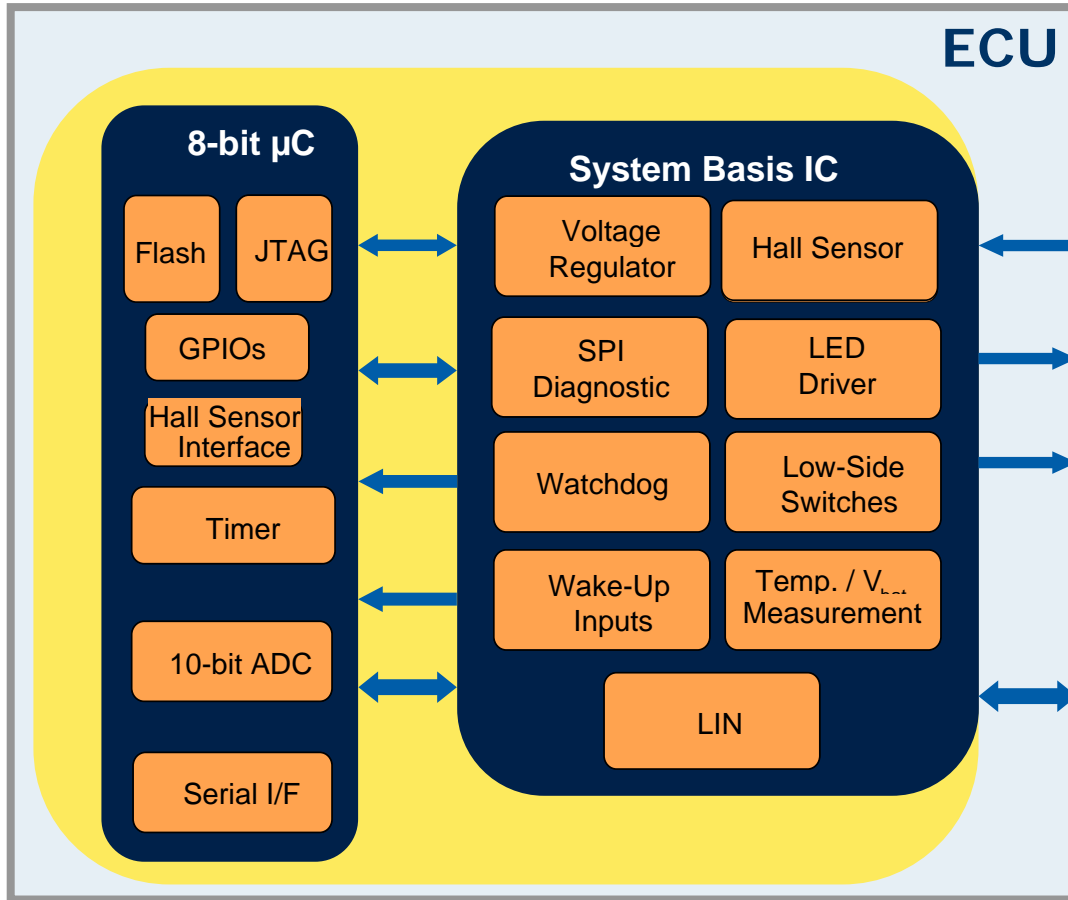 ECU
8-bit µC
Flash
JTAG
GPIOs
Hall Sensor
Interface
Timer
10-bit ADC
Serial I/F
System Basis IC
Voltage
Regulator
Hall Sensor
SPI
Diagnostic
LED
Driver
Watchdog
Low-Side
Switches
Wake-Up
Inputs
Temp. / Vbat
Measurement
LIN